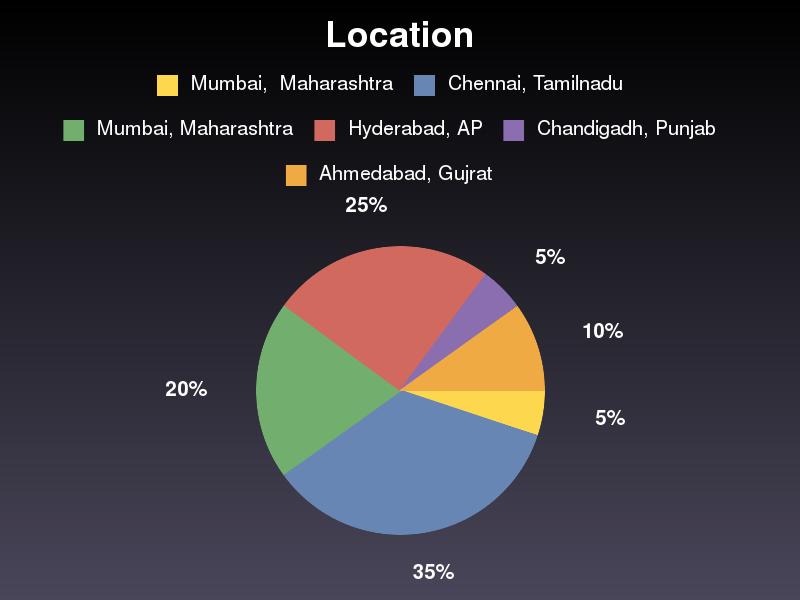 Location
Mumbai,  Maharashtra Chennai, Tamilnadu
Mumbai, Maharashtra Hyderabad, AP Chandigadh, Punjab
Ahmedabad, Gujrat
25%
5%
10%
20%
5%
35%